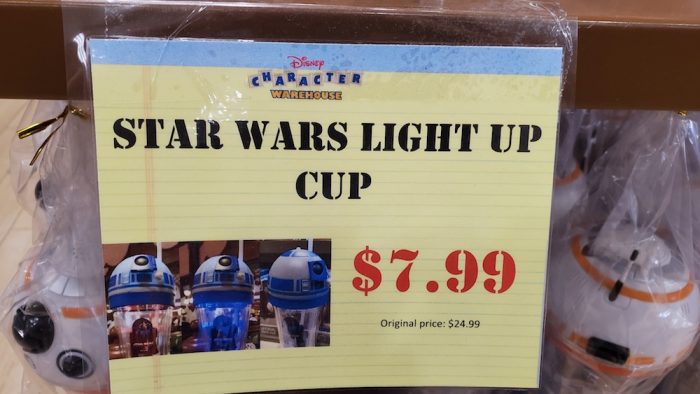 Disney
CHARACTER
WAREHOUSE
STAR WARS LIGHT UP
CUP
$7.99
Original price: $24.99